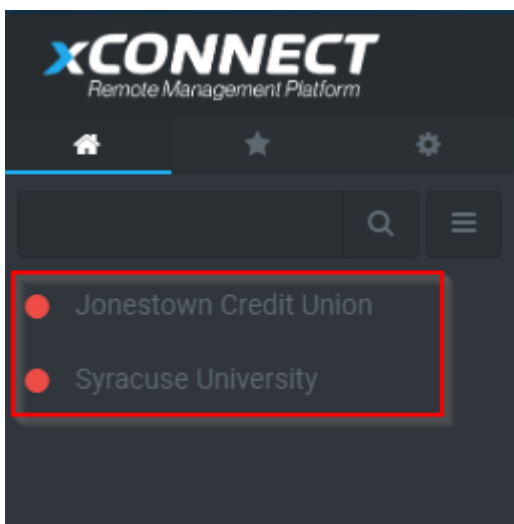 xCONNECT
Remote Management Platform
Jonestown Credit Union
Syracuse University